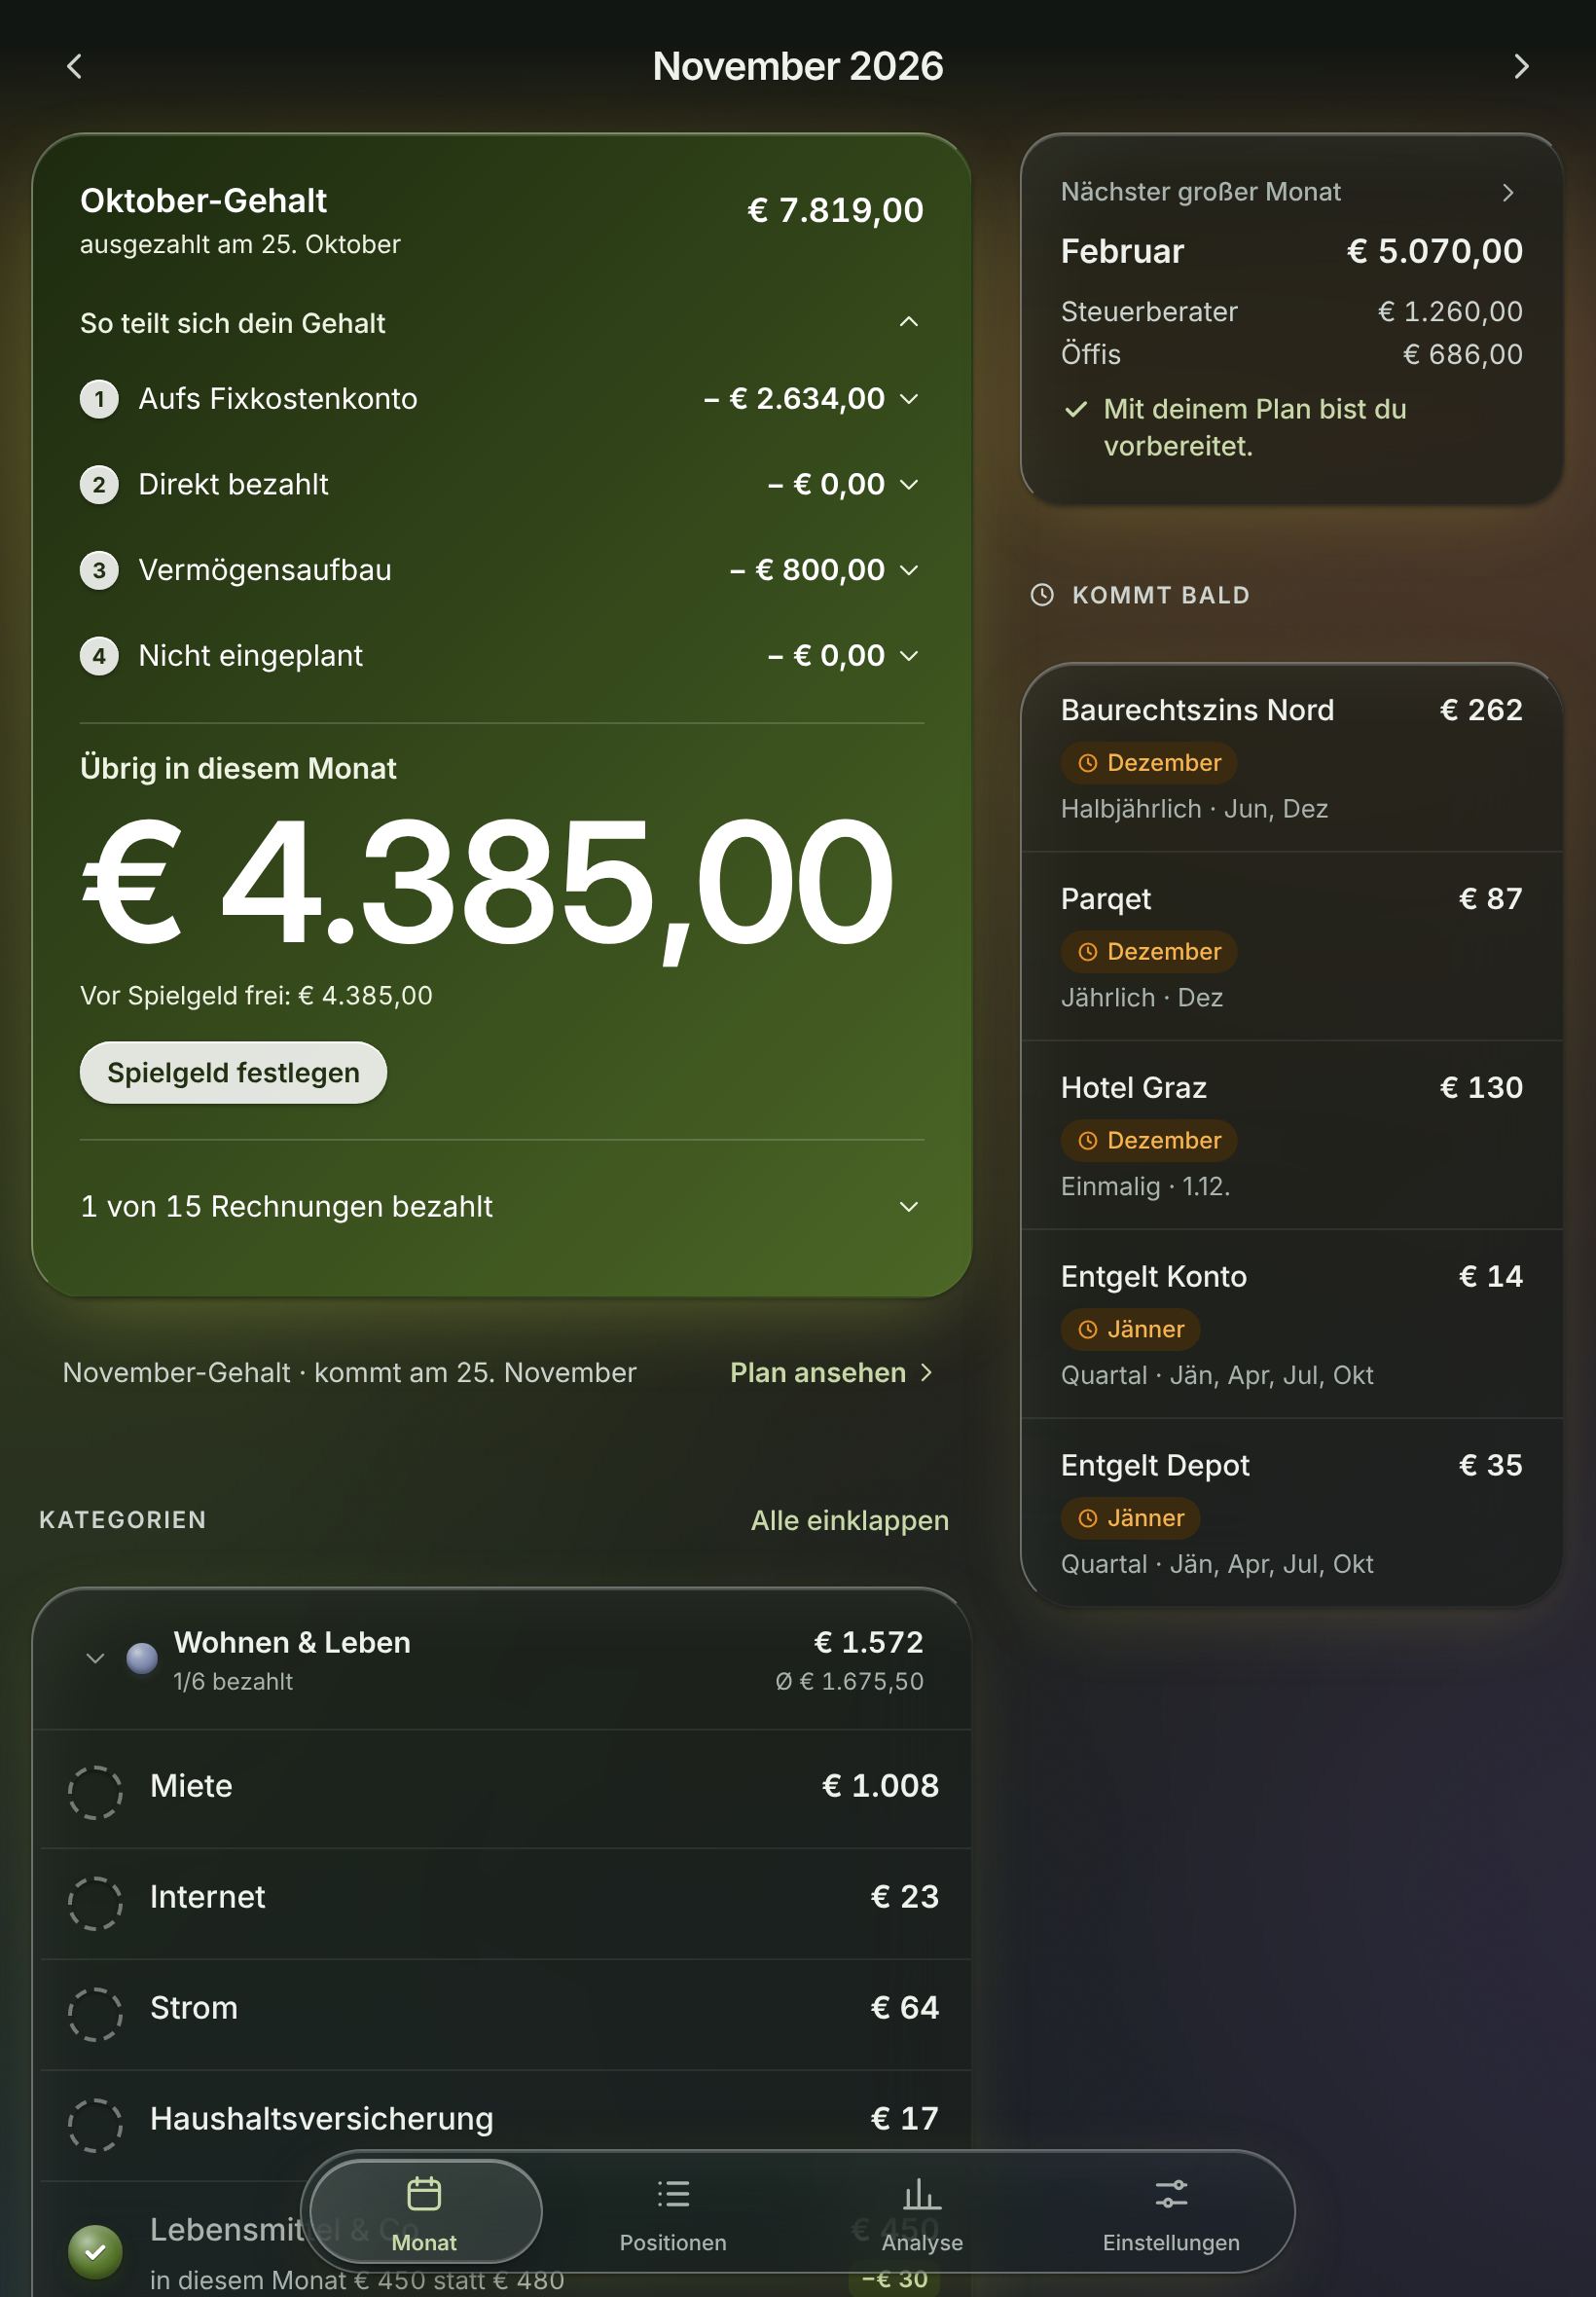 November 2026
Oktober-Gehalt
€ 7.819,00
ausgezahlt am 25. Oktober
So teilt sich dein Gehalt
1 Aufs Fixkostenkonto – € 2.634,00
2 Direkt bezahlt – € 0,00
3 Vermögensaufbau – € 800,00
4 Nicht eingeplant – € 0,00
Übrig in diesem Monat
€ 4.385,00
Vor Spielgeld frei: € 4.385,00
Spielgeld festlegen
1 von 15 Rechnungen bezahlt
November-Gehalt · kommt am 25. November Plan ansehen
KATEGORIEN Alle einklappen
Wohnen & Leben € 1.572
1/6 bezahlt Ø € 1.675,50
Miete € 1.008
Internet € 23
Strom € 64
Haushaltsversicherung € 17
Lebensmittel & Co € 450
in diesem Monat € 450 statt € 480 –€ 30
Nächster großer Monat
Februar € 5.070,00
Steuerberater € 1.260,00
Öffis € 686,00
Mit deinem Plan bist du
vorbereitet.
KOMMT BALD
Baurechtszins Nord € 262
Dezember
Halbjährlich · Jun, Dez
Parqet € 87
Dezember
Jährlich · Dez
Hotel Graz € 130
Dezember
Einmalig · 1.12.
Entgelt Konto € 14
Jänner
Quartal · Jän, Apr, Jul, Okt
Entgelt Depot € 35
Jänner
Quartal · Jän, Apr, Jul, Okt
Monat Positionen Analyse Einstellungen